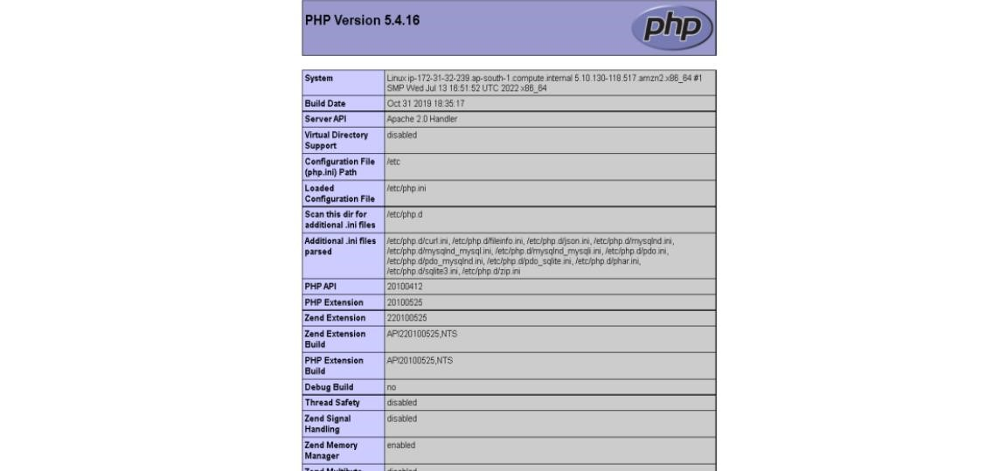 PHP Version 5.4.16
php
System
Linux ip-172-31-32-239.ap-south-1.compute.internal 5.10.130-118.517.amzn2.x86_64 #1
SMP Wed Jul 13 16:51:52 UTC 2022 x86_64
Build Date
Oct 31 2019 18:35:17
Server API
Apache 2.0 Handler
Virtual Directory
Support
disabled
Configuration File
(php.ini) Path
/etc
Loaded
Configuration File
/etc/php.ini
Scan this dir for
additional .ini files
/etc/php.d
Additional .ini files
parsed
/etc/php.d/curl.ini, /etc/php.d/fileinfo.ini, /etc/php.d/json.ini, /etc/php.d/mysqlnd.ini,
/etc/php.d/mysqlnd_mysql.ini, /etc/php.d/mysqlnd_mysqli.ini, /etc/php.d/pdo.ini,
/etc/php.d/pdo_mysqlnd.ini, /etc/php.d/pdo_sqlite.ini, /etc/php.d/phar.ini,
/etc/php.d/sqlite3.ini, /etc/php.d/zip.ini
PHP API
20100412
PHP Extension
20100525
Zend Extension
220100525
Zend Extension
Build
API220100525,NTS
PHP Extension
Build
API20100525,NTS
Debug Build
no
Thread Safety
disabled
Zend Signal
Handling
disabled
Zend Memory
Manager
enabled
Zend Multibyte
disabled